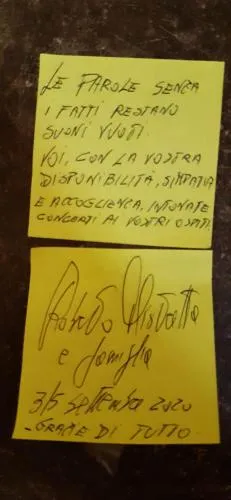 LE PAROLE SENZA
I FATTI RESTANO
SUONI VUOTI.
VOI, CON LA VOSTRA
DISPONIBILITÀ, SIMPATIA
E ACCOGLIENZA, INTONATE
CONCERTI AI VOSTRI OSPITI.
e famiglia
3/5 SETTEMBRE 2020
-GRAZIE DI TUTTO-